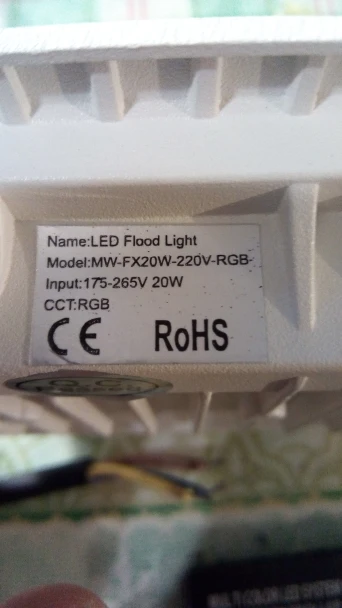 Name:LED Flood Light
Model:MW-FX20W-220V-RGB
Input:175-265V 20W
CCT:RGB
CE RoHS